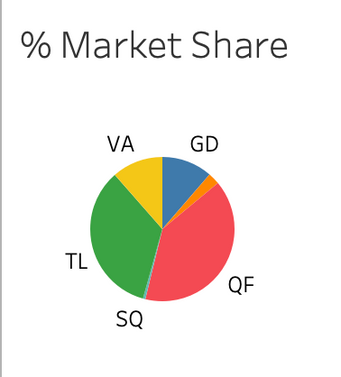 % Market Share
VA
GD
TL
QF
SQ